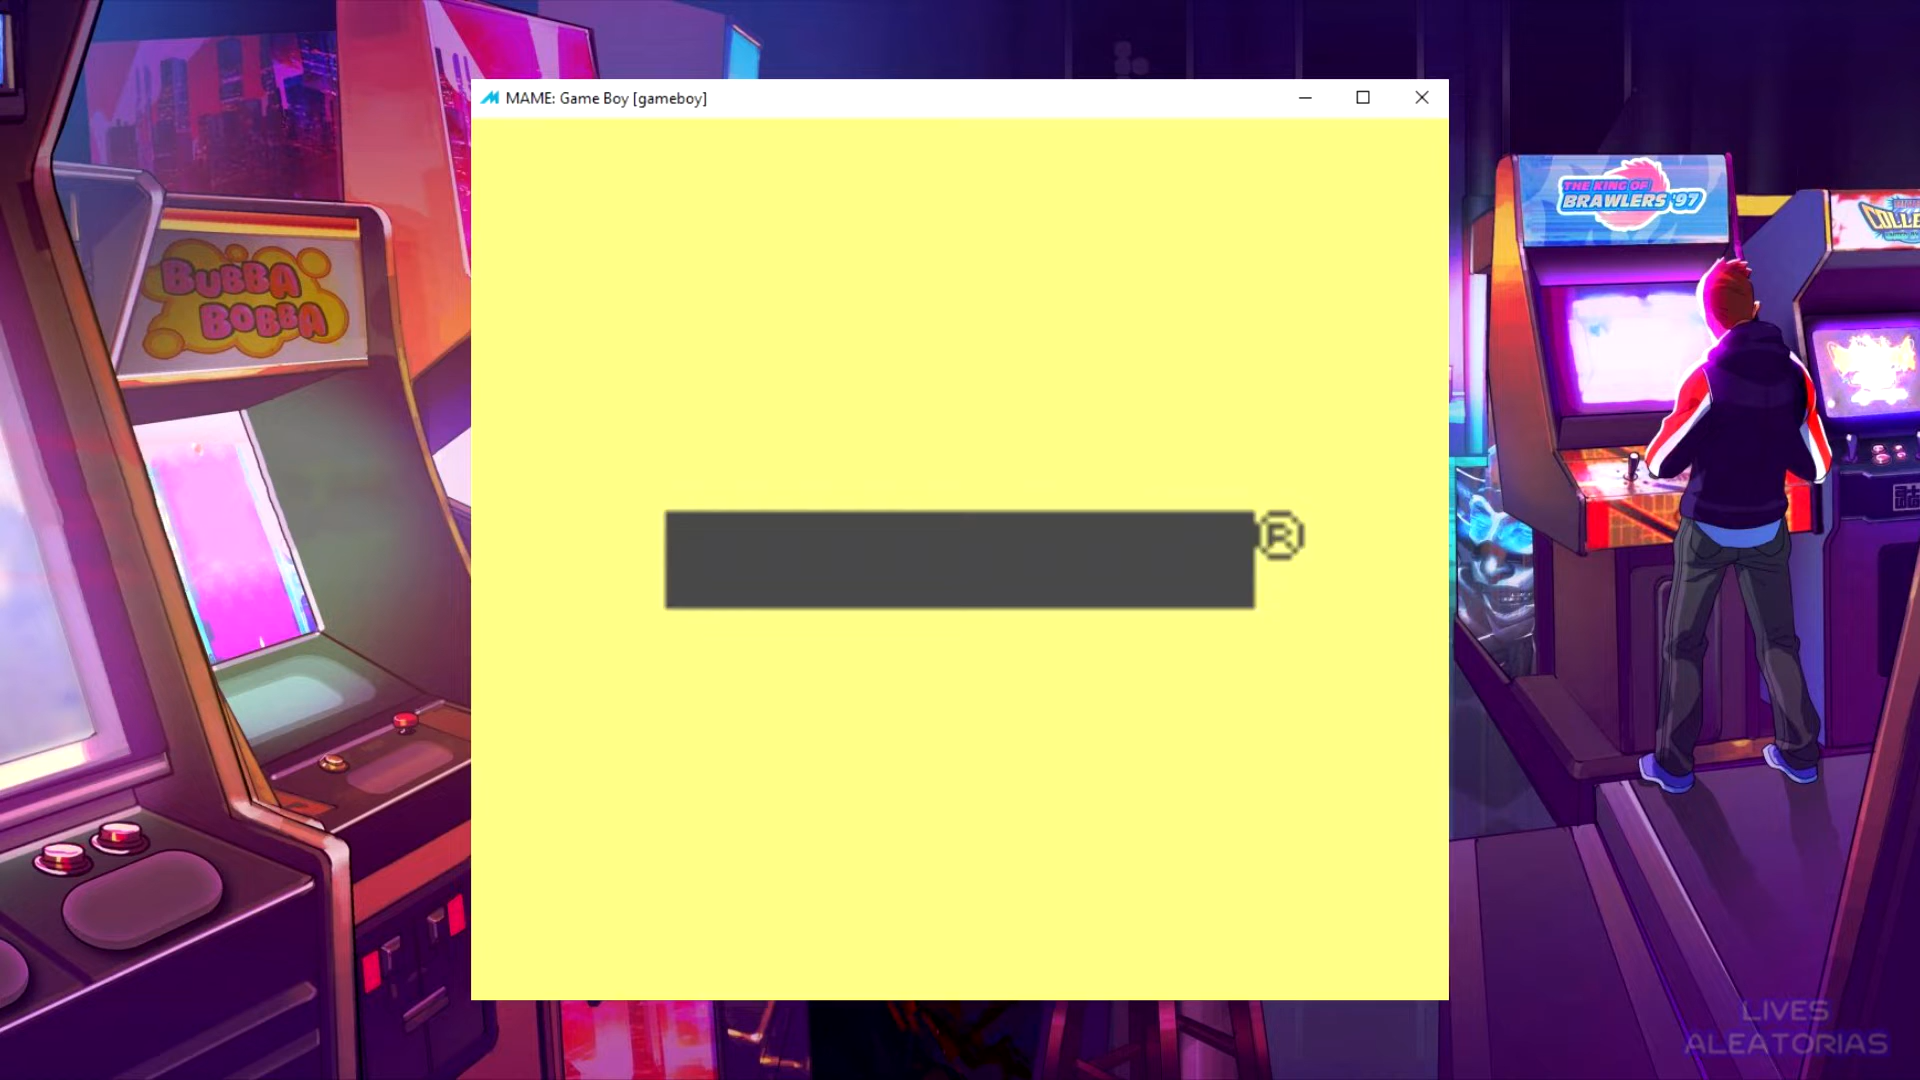 MAME: Game Boy [gameboy]
THE KING OF
BRAWLERS '97
BUBBA
BOBBA
®
LIVES
ALEATORIAS